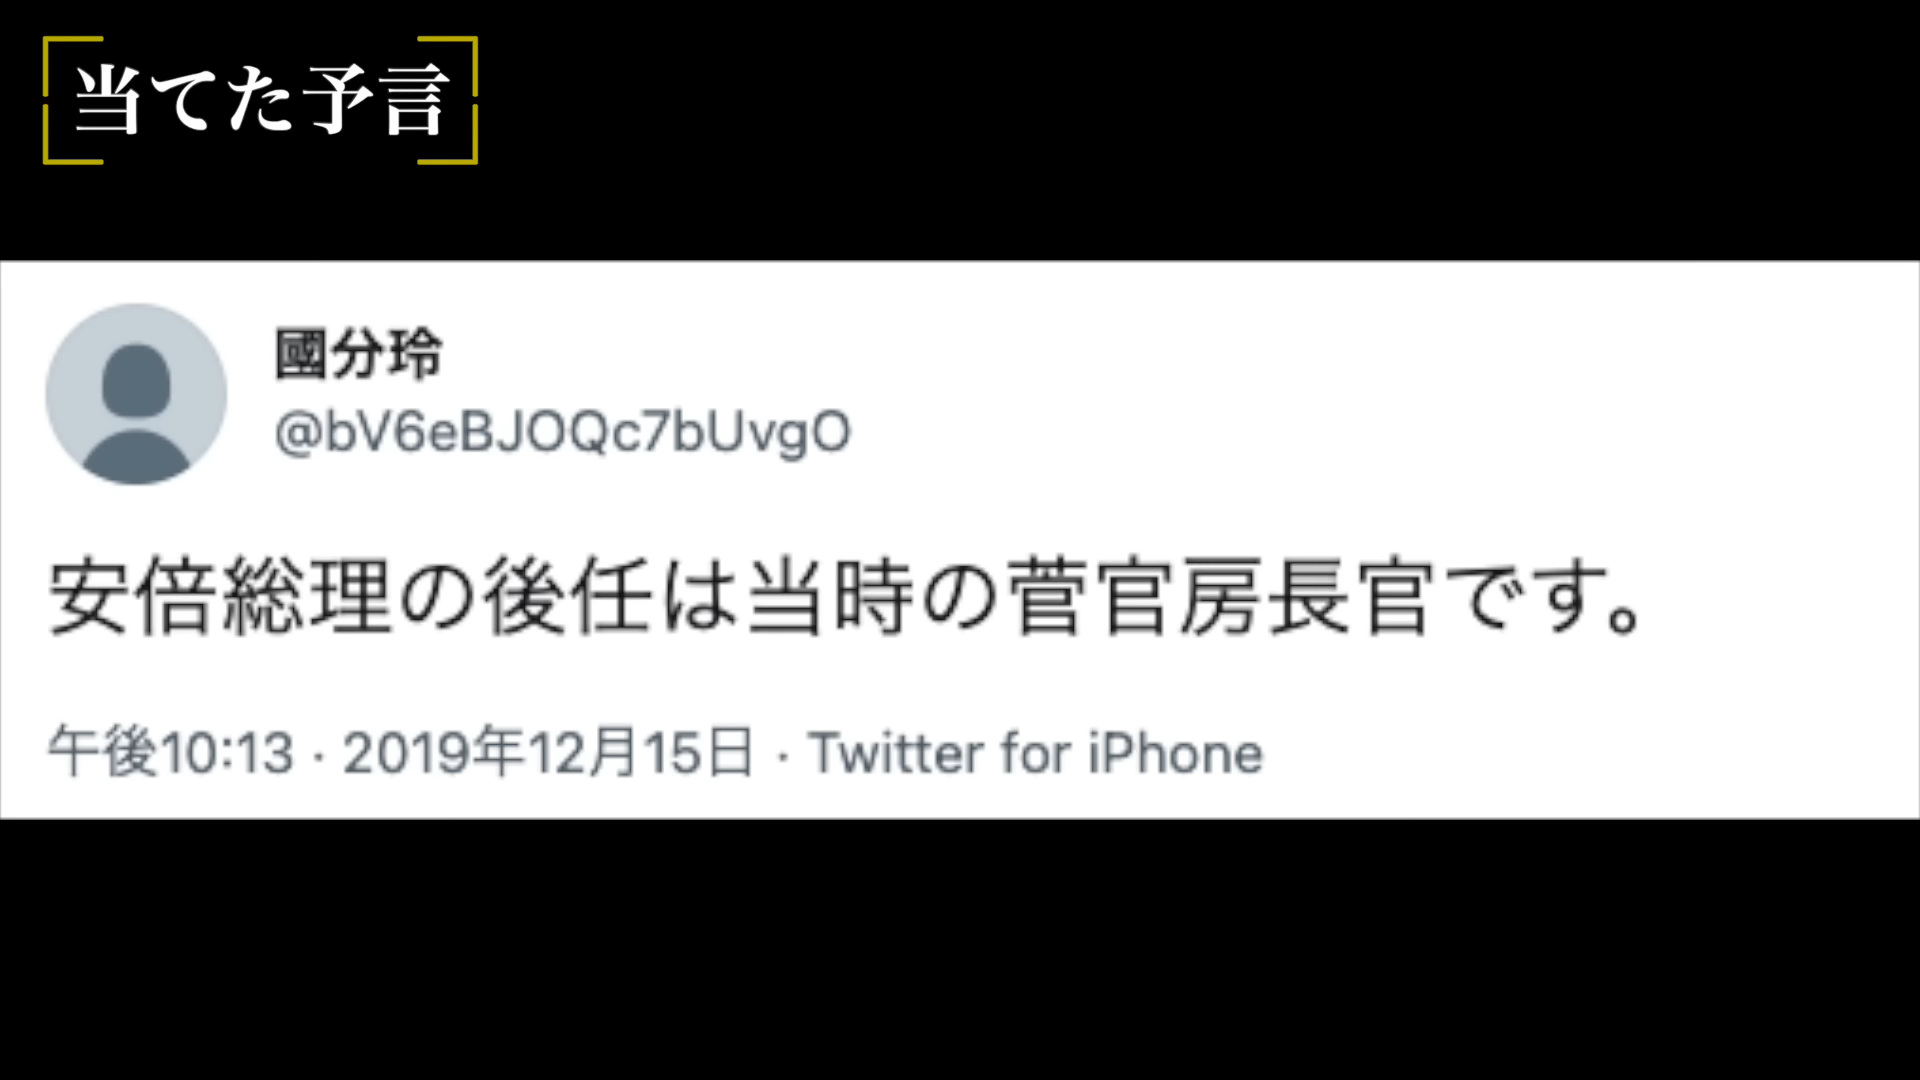 当てた予言
國分玲
@bV6eBJOQc7bUvgO
安倍総理の後任は当時の菅官房長官です。
午後10:13 · 2019年12月15日 · Twitter for iPhone